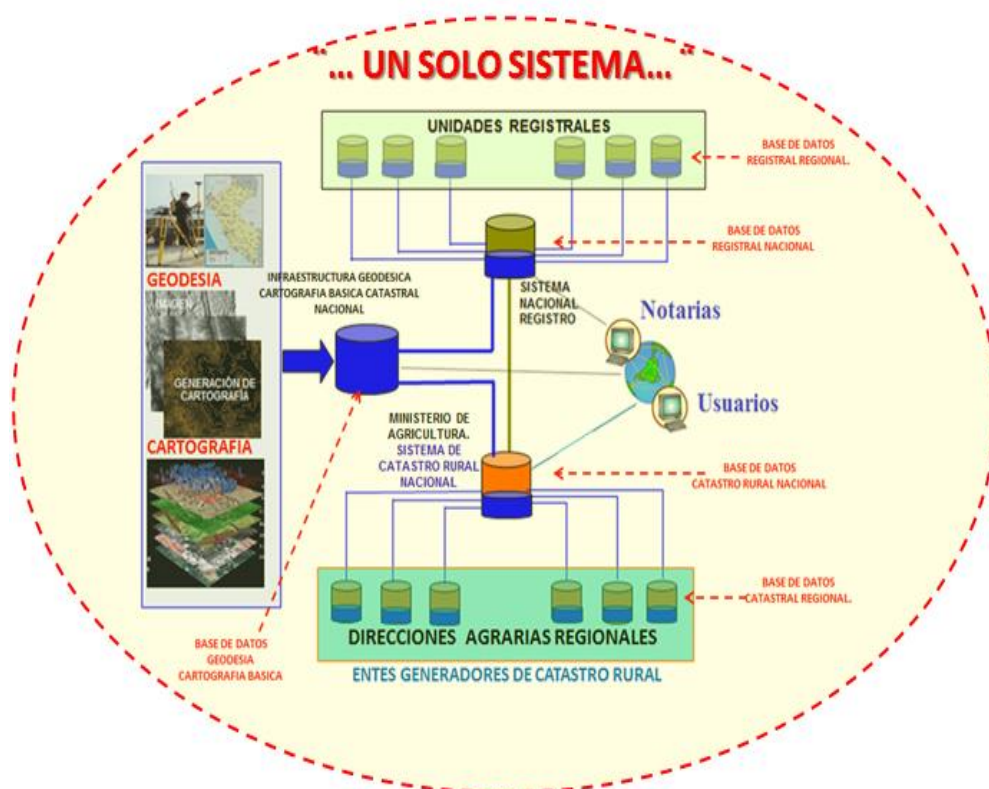 "... UN SOLO SISTEMA..."
UNIDADES REGISTRALES
BASE DE DATOS
REGISTRAL REGIONAL.
BASE DE DATOS
REGISTRAL NACIONAL
GEODESIA
INFRAESTRUCTURA GEODESICA
CARTOGRAFIA BASICA CATASTRAL
NACIONAL
SISTEMA
NACIONAL
REGISTRO
Notarias
Usuarios
GENERACIÓN DE
CARTOGRAFÍA
CARTOGRAFIA
MINISTERIO DE
AGRICULTURA.
SISTEMA DE
CATASTRO RURAL
NACIONAL
BASE DE DATOS
CATASTRO RURAL NACIONAL
BASE DE DATOS
CATASTRAL REGIONAL.
DIRECCIONES AGRARIAS REGIONALES
ENTES GENERADORES DE CATASTRO RURAL
BASE DE DATOS
GEODESIA
CARTOGRAFIA BASICA